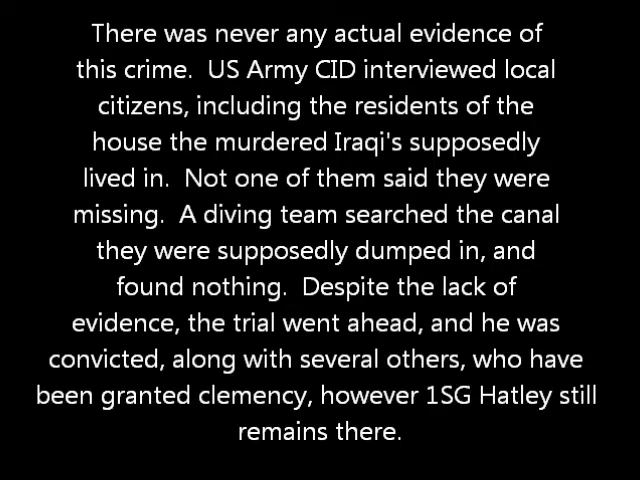 There was never any actual evidence of
this crime.  US Army CID interviewed local
citizens, including the residents of the
house the murdered Iraqi's supposedly
lived in.  Not one of them said they were
missing.  A diving team searched the canal
they were supposedly dumped in, and
found nothing.  Despite the lack of
evidence, the trial went ahead, and he was
convicted, along with several others, who have
been granted clemency, however 1SG Hatley still
remains there.